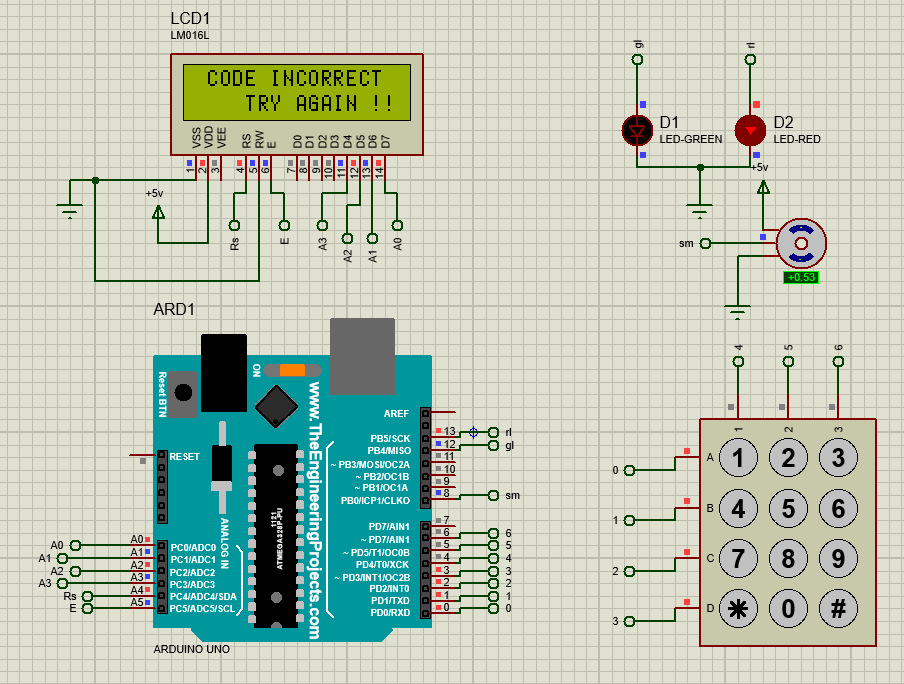 LCD1
LM016L
CODE INCORRECT
TRY AGAIN !!
VSS VDD VEE RS RW E D0 D1 D2 D3 D4 D5 D6 D7
1 2 3 4 5 6 7 8 9 10 11 12 13 14
+5v
Rs E A3 A2 A1 A0
gl rl
D1
LED-GREEN
D2
LED-RED
+5v
sm
+0.53
ARD1
Reset BTN
ON
www.TheEngineeringProjects.com
1121
ATMEGA328P-PU
ANALOG IN
RESET
AREF
PB5/SCK 13 rl
PB4/MISO 12 gl
~ PB3/MOSI/OC2A 11
~ PB2/OC1B 10
~ PB1/OC1A 9
PB0/ICP1/CLKO 8 sm
PD7/AIN1 7
~ PD7/AIN1 6 6
~ PD5/T1/OC0B 5 5
PD4/T0/XCK 4 4
~ PD3/INT1/OC2B 3 3
PD2/INT0 2 2
PD1/TXD 1 1
PD0/RXD 0 0
A0 A0 PC0/ADC0
A1 A1 PC1/ADC1
A2 A2 PC2/ADC2
A3 A3 PC3/ADC3
Rs A4 PC4/ADC4/SDA
E A5 PC5/ADC5/SCL
ARDUINO UNO
4 5 6
1 2 3
0 A 1 2 3
1 B 4 5 6
2 C 7 8 9
3 D * 0 #